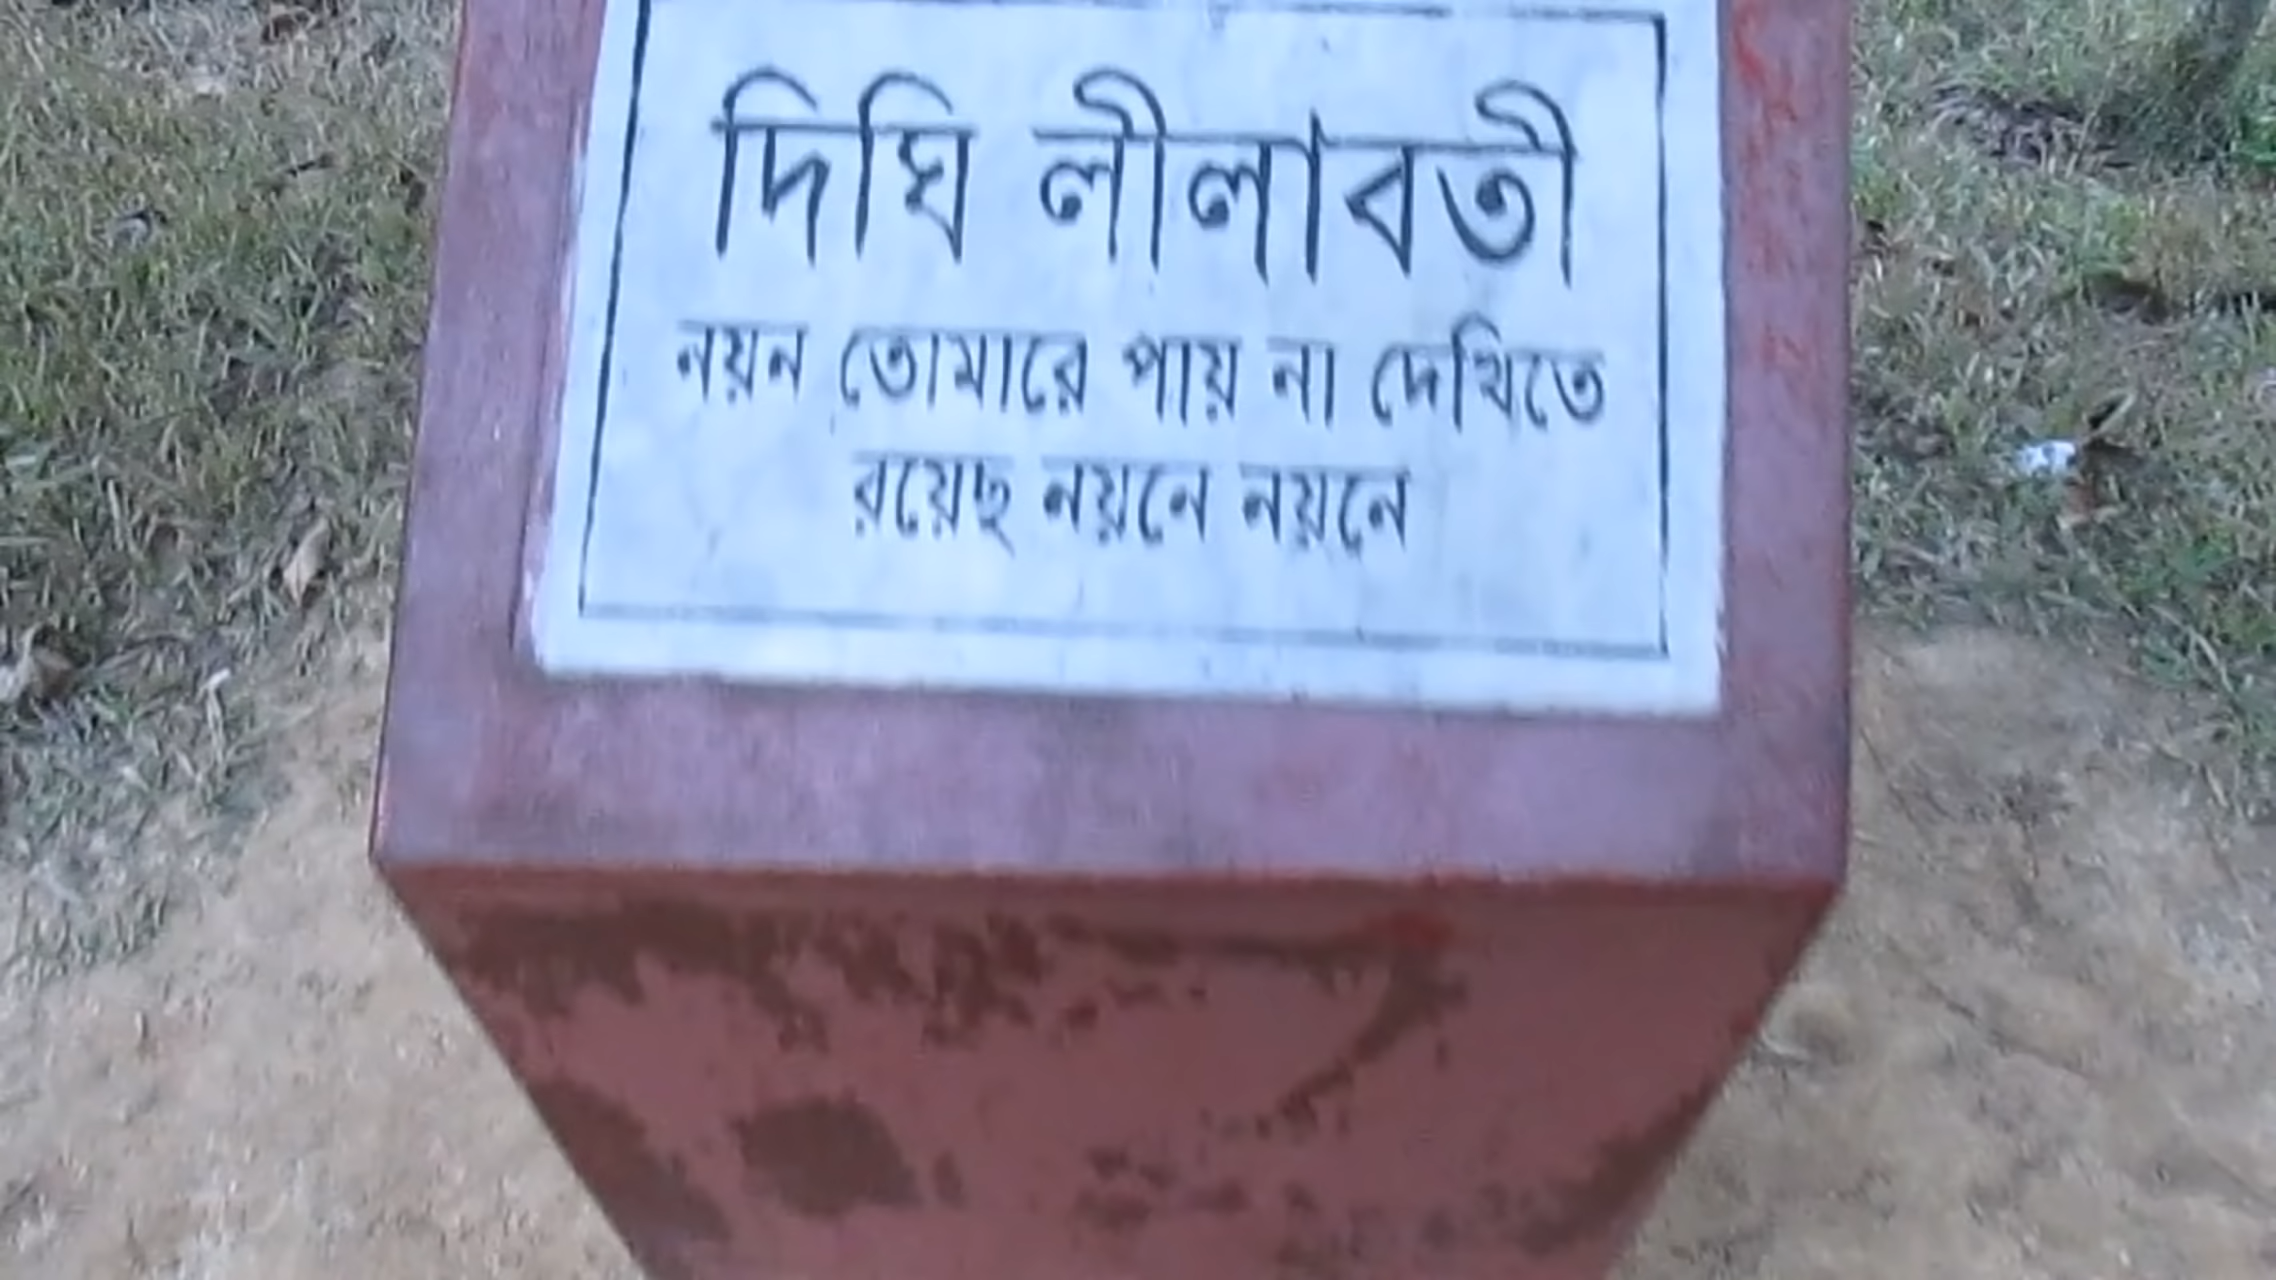 দিঘি লীলাবতী
নয়ন তোমারে পায় না দেখিতে
রয়েছ নয়নে নয়নে